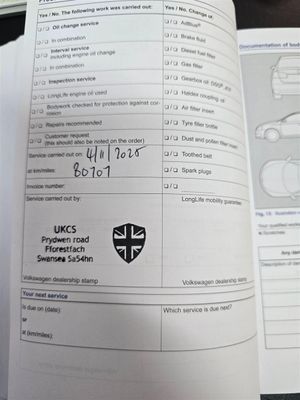 Yes / No. The following work was carried out:
Yes / No. Change of
Oil change service
In combination
Interval service
including engine oil change
In combination
Inspection service
LongLife engine oil used
Bodywork checked for protection against cor-
rosion
Repairs recommended
Customer request
(this should also be noted on the order)
AdBlue®
Brake fluid
Diesel fuel filter
Gas filter
Gearbox oil
Haldex coupling oil
Air filter insert
Tyre filler bottle
Dust and pollen filter insert
Toothed belt
Spark plugs
Service carried out on: 4/11/2025
at km/miles: 80707
Invoice number:
Service carried out by:
LongLife mobility guarantee
UKCS
Prydwen road
Fforestfach
Swansea Sa54hn
Volkswagen dealership stamp
Volkswagen dealership stamp
Your next service
is due on (date):
or
at (km/miles):
Which service is due next?
Documentation of bod
Fig. 13
Your qualified works
Scratches
Any dam
Description of dam